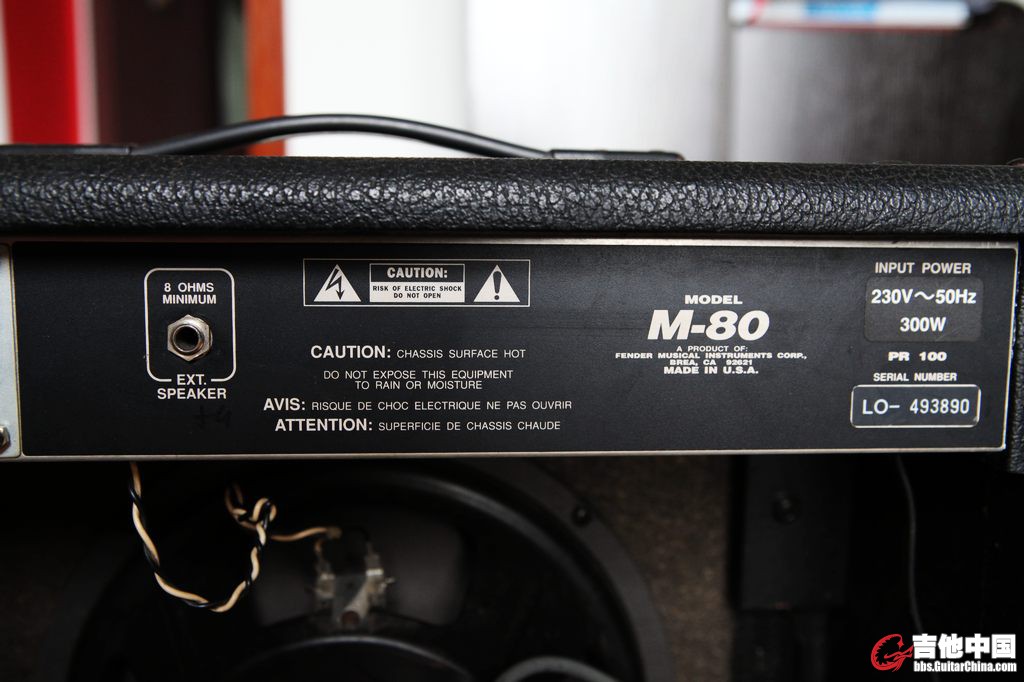 8 OHMS
MINIMUM
EXT.
SPEAKER
CAUTION:
RISK OF ELECTRIC SHOCK
DO NOT OPEN
CAUTION: CHASSIS SURFACE HOT
DO NOT EXPOSE THIS EQUIPMENT
TO RAIN OR MOISTURE
AVIS: RISQUE DE CHOC ELECTRIQUE NE PAS OUVRIR
ATTENTION: SUPERFICIE DE CHASSIS CHAUDE
MODEL
M-80
A PRODUCT OF:
FENDER MUSICAL INSTRUMENTS CORP.,
BREA, CA 92621
MADE IN U.S.A.
INPUT POWER
230V～50Hz
300W
PR 100
SERIAL NUMBER
LO- 493890
吉他中国
bbs.GuitarChina.com